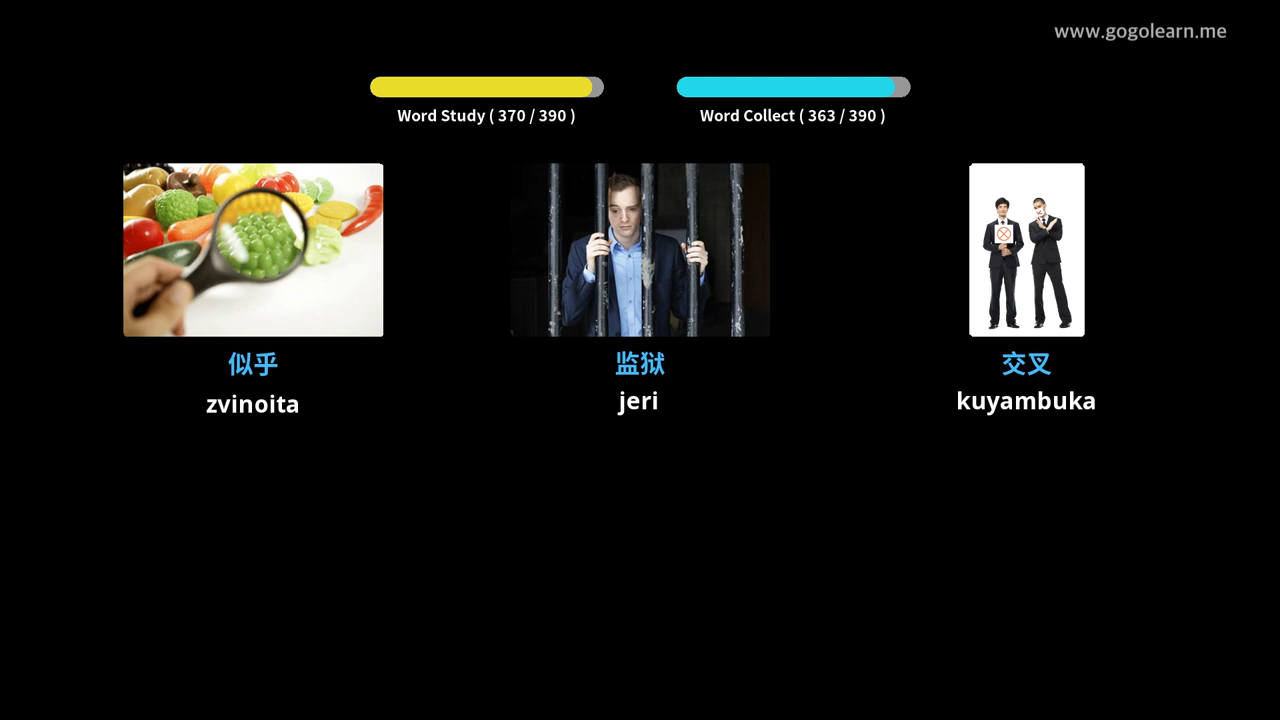 www.gogolearn.me
Word Study ( 370 / 390 )
Word Collect ( 363 / 390 )
似乎
zvinoita
监狱
jeri
交叉
kuyambuka